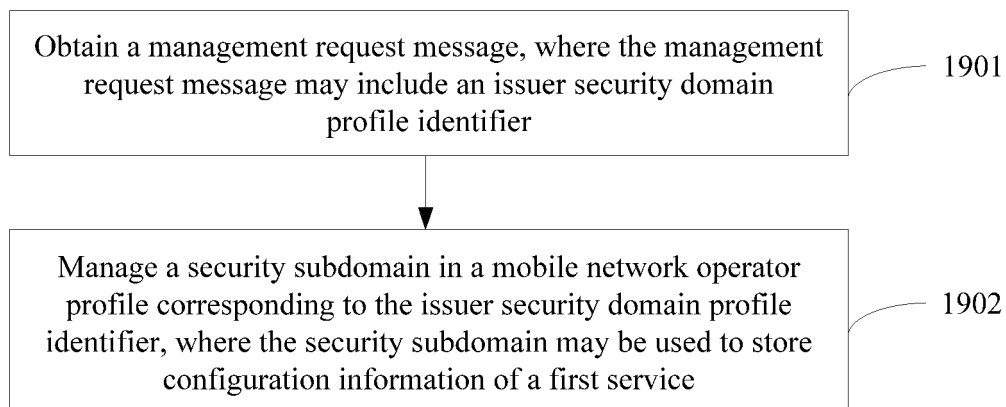 Obtain a management request message, where the management
request message may include an issuer security domain
profile identifier
1901
Manage a security subdomain in a mobile network operator
profile corresponding to the issuer security domain profile
identifier, where the security subdomain may be used to store
configuration information of a first service
1902